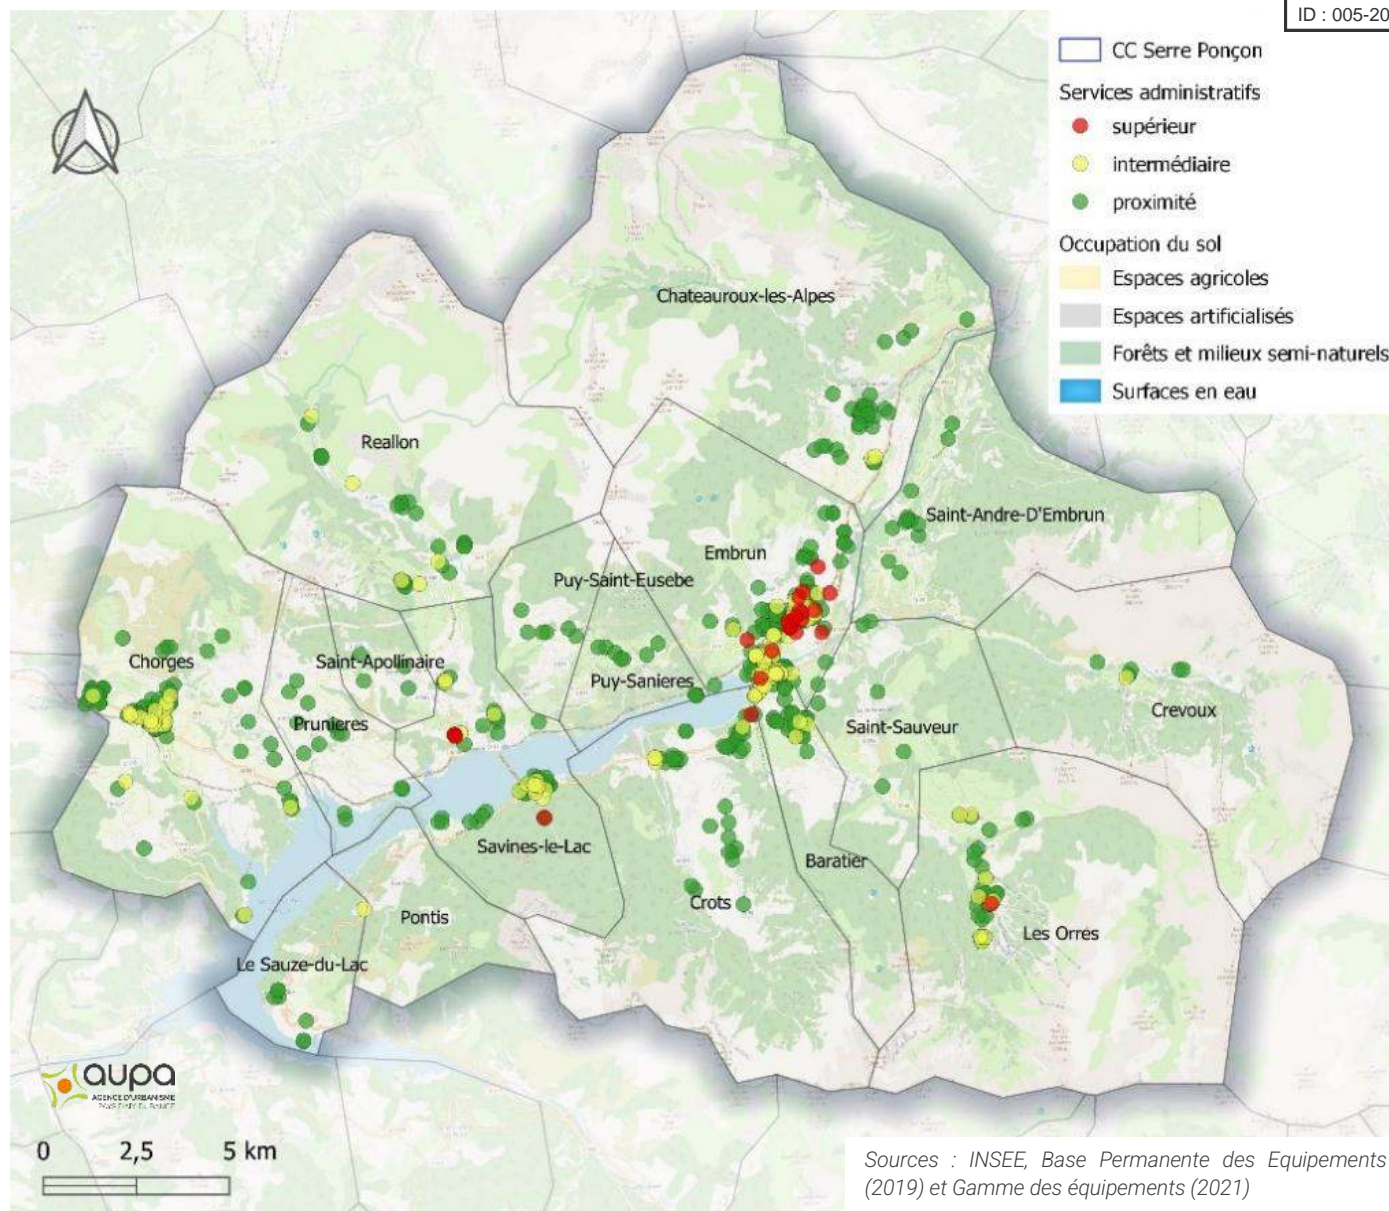 ID : 005-20
CC Serre Ponçon
Services administratifs
supérieur
intermédiaire
proximité
Occupation du sol
Espaces agricoles
Espaces artificialisés
Forêts et milieux semi-naturels
Surfaces en eau
Chateauroux-les-Alpes
Reallon
Saint-Andre-D'Embrun
Embrun
Puy-Saint-Eusebe
Chorges
Saint-Apollinaire
Puy-Sanieres
Prunieres
Saint-Sauveur
Crevoux
Savines-le-Lac
Baratier
Crots
Pontis
Les Orres
Le Sauze-du-Lac
aupa
AGENCE D'URBANISME
0 2,5 5 km
Sources : INSEE, Base Permanente des Equipements
(2019) et Gamme des équipements (2021)